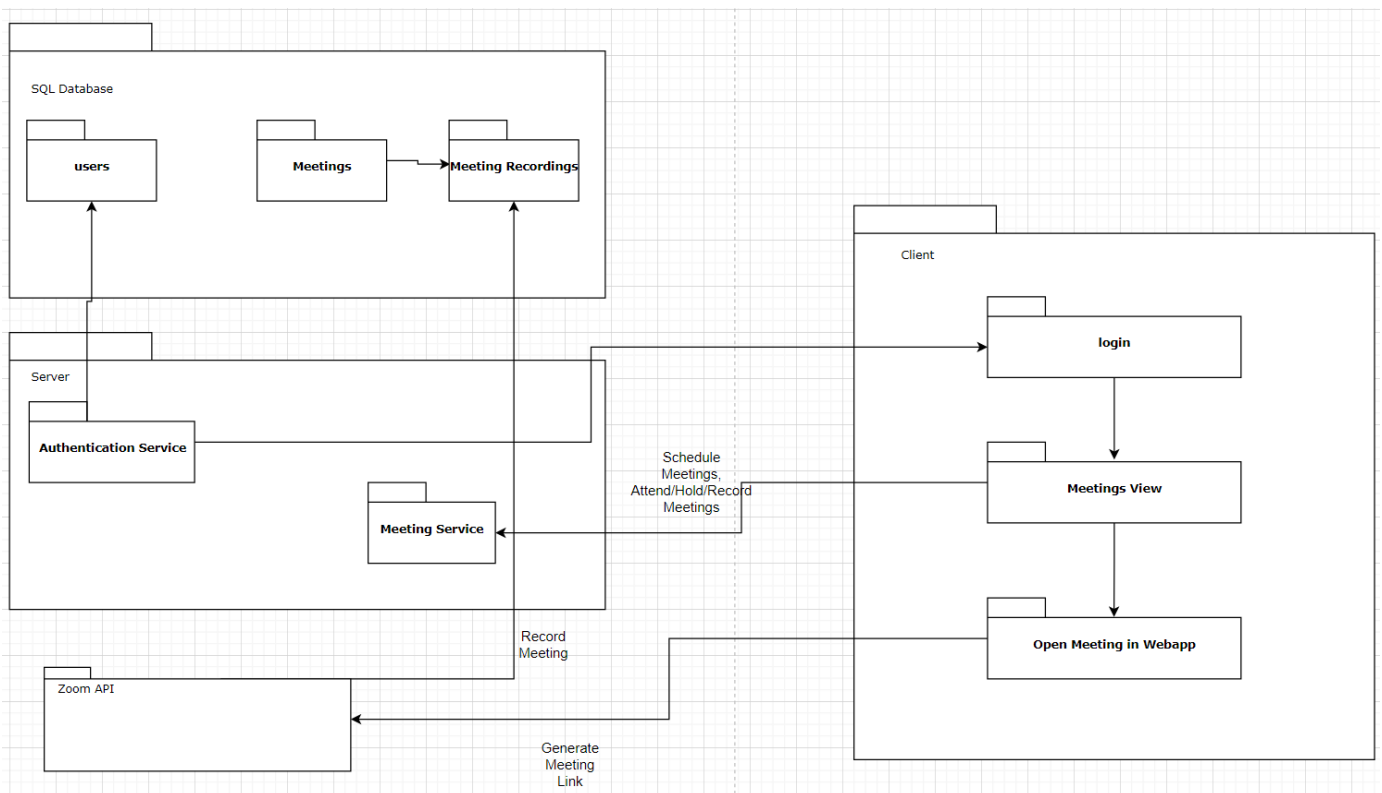 SQL Database
users
Meetings
Meeting Recordings
Client
login
Server
Authentication Service
Schedule
Meetings,
Attend/Hold/Record
Meetings
Meetings View
Meeting Service
Record
Meeting
Open Meeting in Webapp
Zoom API
Generate
Meeting
Link